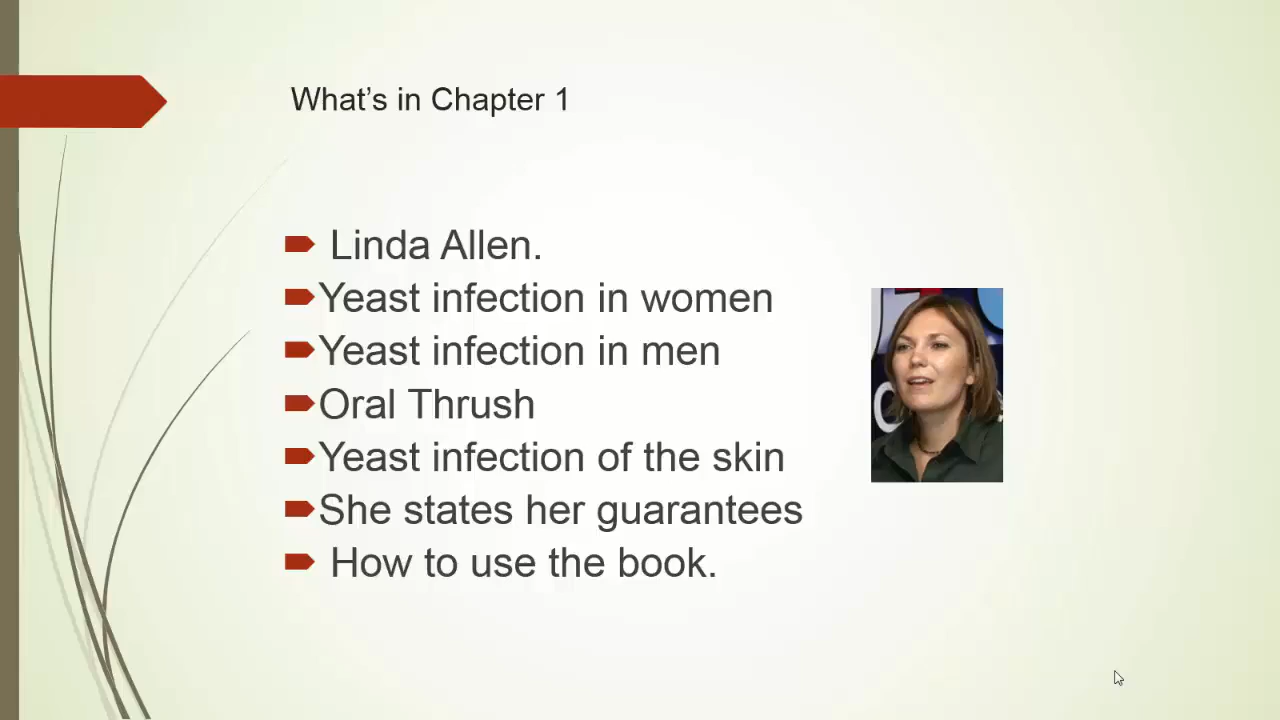 What’s in Chapter 1
Linda Allen.
Yeast infection in women
Yeast infection in men
Oral Thrush
Yeast infection of the skin
She states her guarantees
How to use the book.